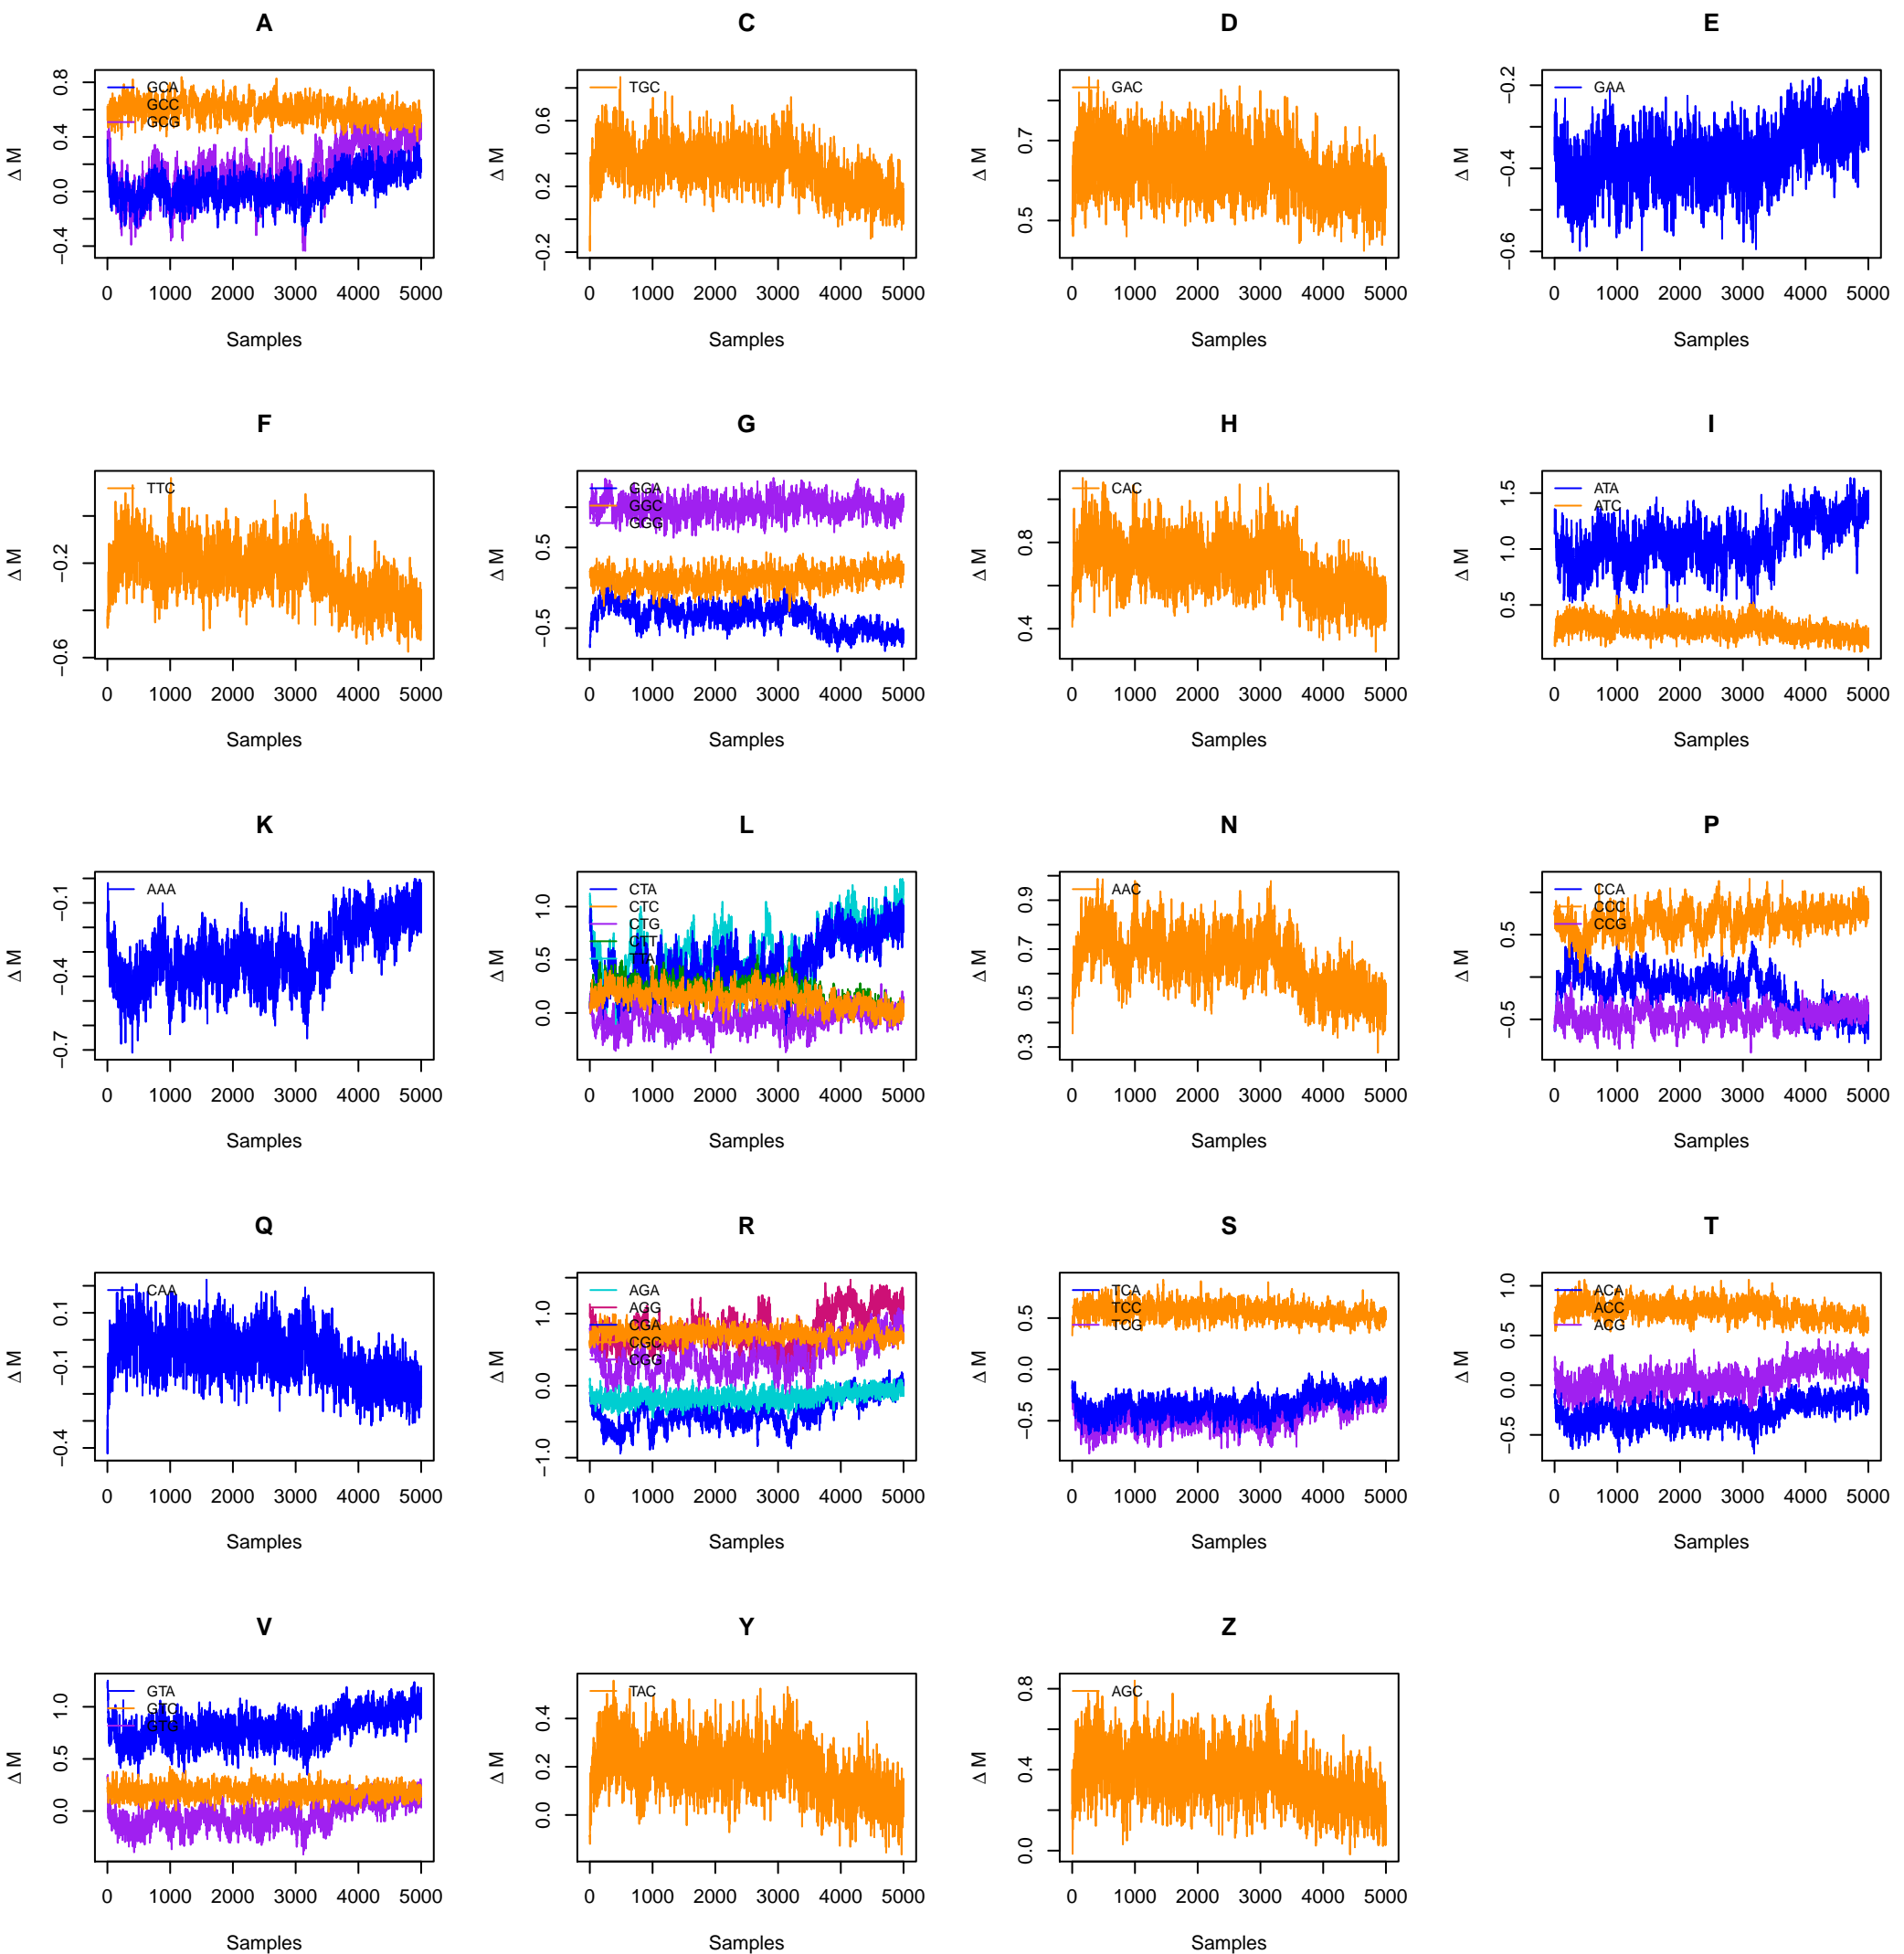 A
Δ M
-0.4 0.0 0.4 0.8
GCA
GCC
GCG
0 1000 2000 3000 4000 5000
Samples
C
Δ M
-0.2 0.2 0.6
TGC
0 1000 2000 3000 4000 5000
Samples
D
Δ M
0.5 0.7
GAC
0 1000 2000 3000 4000 5000
Samples
E
Δ M
-0.6 -0.4 -0.2
GAA
0 1000 2000 3000 4000 5000
Samples
F
Δ M
-0.6 -0.2
TTC
0 1000 2000 3000 4000 5000
Samples
G
Δ M
-0.5 0.5
GGA
GGC
GGG
0 1000 2000 3000 4000 5000
Samples
H
Δ M
0.4 0.8
CAC
0 1000 2000 3000 4000 5000
Samples
I
Δ M
0.5 1.0 1.5
ATA
ATC
0 1000 2000 3000 4000 5000
Samples
K
Δ M
-0.7 -0.4 -0.1
AAA
0 1000 2000 3000 4000 5000
Samples
L
Δ M
0.0 0.5 1.0
CTA
CTC
CTG
CTT
TTA
0 1000 2000 3000 4000 5000
Samples
N
Δ M
0.3 0.5 0.7 0.9
AAC
0 1000 2000 3000 4000 5000
Samples
P
Δ M
-0.5 0.5
CCA
CCC
CCG
0 1000 2000 3000 4000 5000
Samples
Q
Δ M
-0.4 -0.1 0.1
CAA
0 1000 2000 3000 4000 5000
Samples
R
Δ M
-1.0 0.0 1.0
AGA
AGG
CGA
CGC
CGG
0 1000 2000 3000 4000 5000
Samples
S
Δ M
-0.5 0.0 0.5
TCA
TCC
TCG
0 1000 2000 3000 4000 5000
Samples
T
Δ M
-0.5 0.0 0.5 1.0
ACA
ACC
ACG
0 1000 2000 3000 4000 5000
Samples
V
Δ M
0.0 0.5 1.0
GTA
GTC
GTG
0 1000 2000 3000 4000 5000
Samples
Y
Δ M
0.0 0.2 0.4
TAC
0 1000 2000 3000 4000 5000
Samples
Z
Δ M
0.0 0.4 0.8
AGC
0 1000 2000 3000 4000 5000
Samples